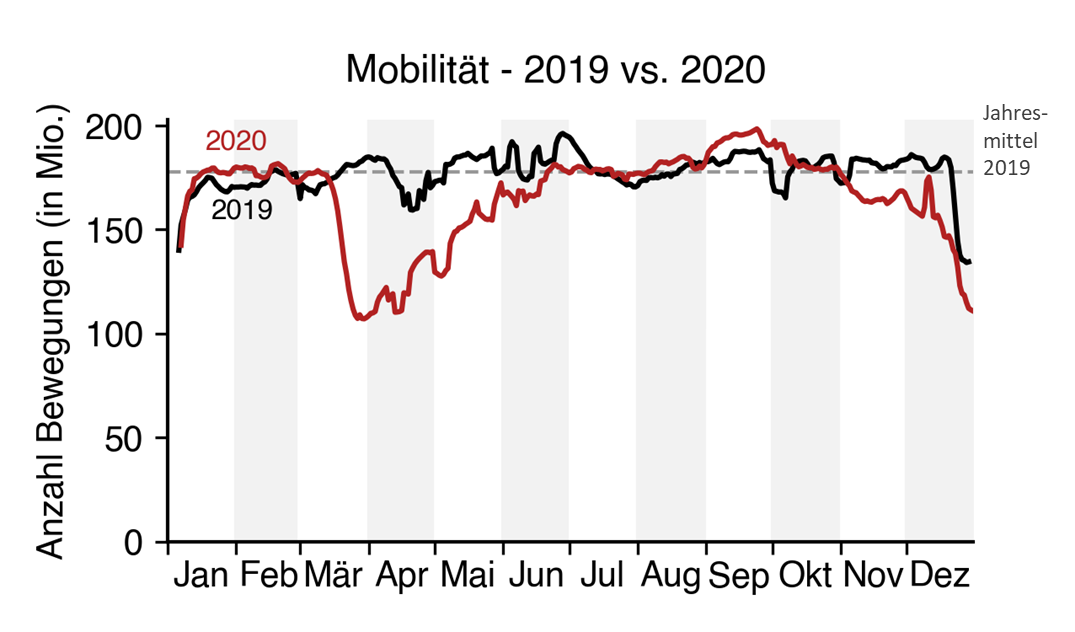 Mobilität - 2019 vs. 2020
Jahres-
mittel
2019
Anzahl Bewegungen (in Mio.)
200
150
100
50
0
2020
2019
Jan Feb Mär Apr Mai Jun Jul Aug Sep Okt Nov Dez